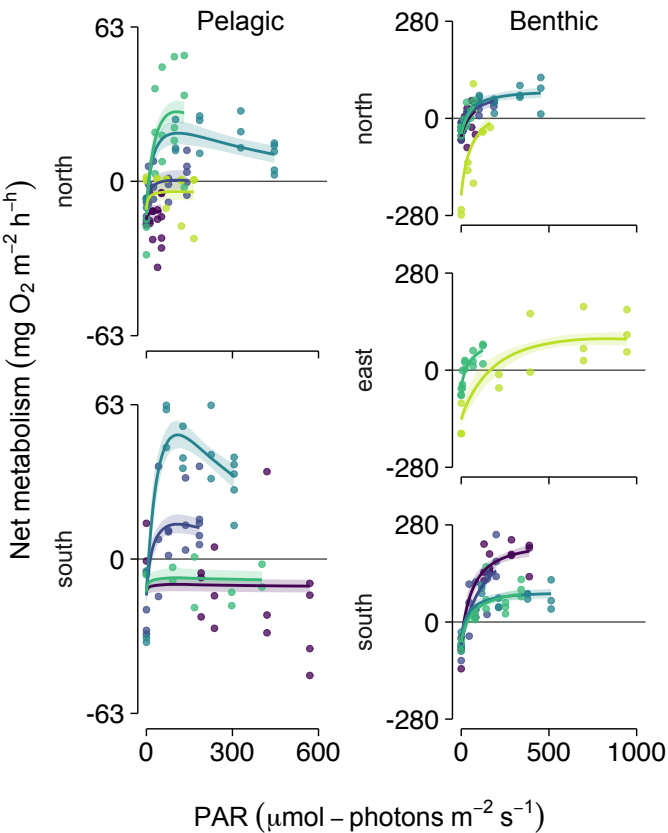 Pelagic
Benthic
63
0
-63
north
280
0
-280
north
280
0
-280
east
63
0
-63
south
0
300
600
280
0
-280
south
0
500
1000
Net metabolism (mg O₂ m⁻² h⁻ʰ)
PAR (μmol – photons m⁻² s⁻¹)